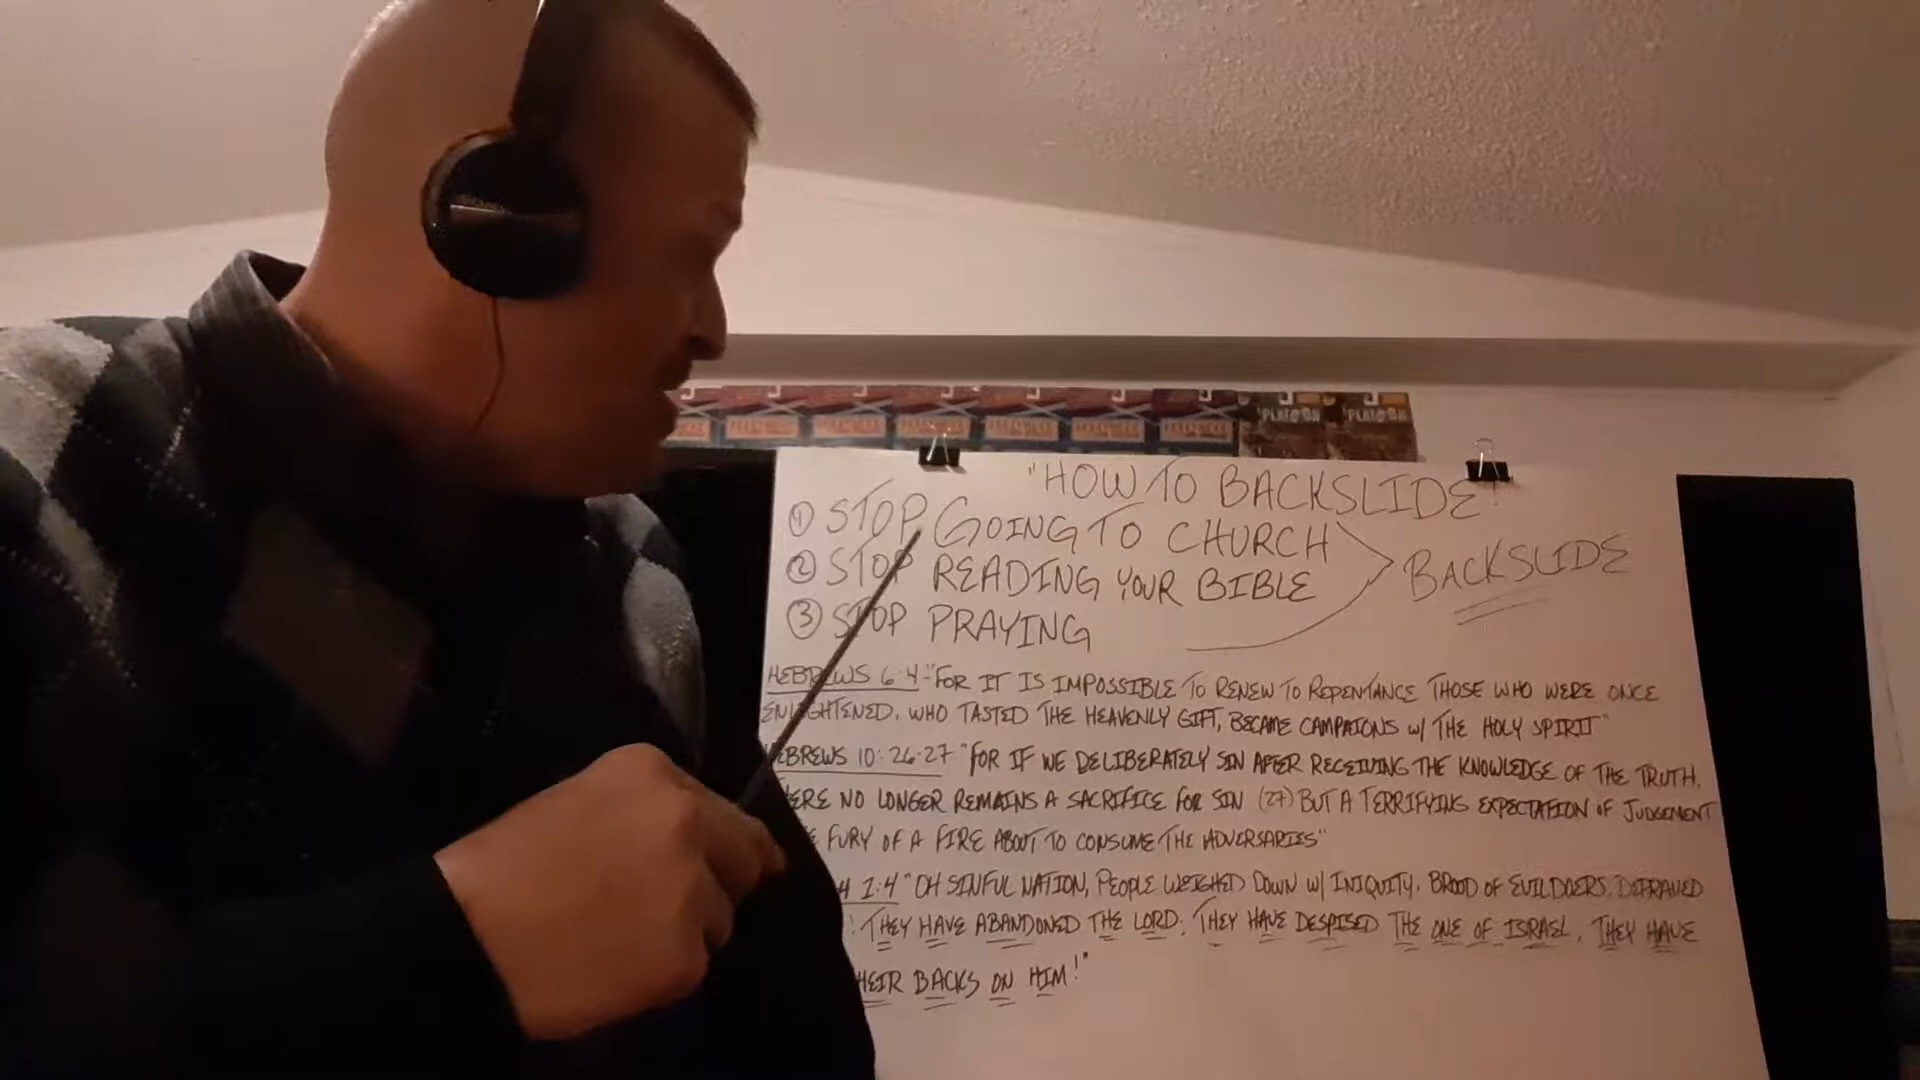 PLATOON PLATOON
"HOW TO BACKSLIDE"
① STOP GOING TO CHURCH
② STOP READING YOUR BIBLE
③ STOP PRAYING
BACKSLIDE
HEBREWS 6:4 - "FOR IT IS IMPOSSIBLE TO RENEW TO REPENTANCE THOSE WHO WERE ONCE
ENLIGHTENED, WHO TASTED THE HEAVENLY GIFT, BECAME CAMPAIONS W/ THE HOLY SPIRIT"
EBREWS 10:26-27 "FOR IF WE DELIBERATELY SIN AFTER RECEIVING THE KNOWLEDGE OF THE TRUTH,
ERE NO LONGER REMAINS A SACRIFICE FOR SIN (27) BUT A TERRIFYING EXPECTATION OF JUDGEMENT
FURY OF A FIRE ABOUT TO CONSUME THE ADVERSARIES"
H 1:4 "OH SINFUL NATION, PEOPLE WEIGHED DOWN W/ INIQUITY, BROOD OF EVILDOERS, DEPRAVED
! THEY HAVE ABANDONED THE LORD; THEY HAVE DESPISED THE ONE OF ISRAEL, THEY HAVE
HEIR BACKS ON HIM!"